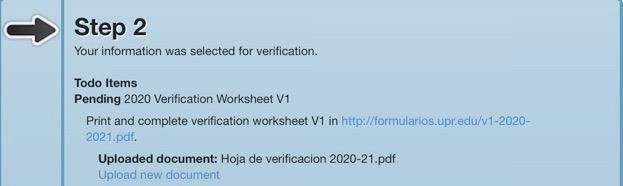 Step 2
Your information was selected for verification.
Todo Items
Pending 2020 Verification Worksheet V1
Print and complete verification worksheet V1 in http://formularios.upr.edu/v1-2020-
2021.pdf.
Uploaded document: Hoja de verificacion 2020-21.pdf
Upload new document